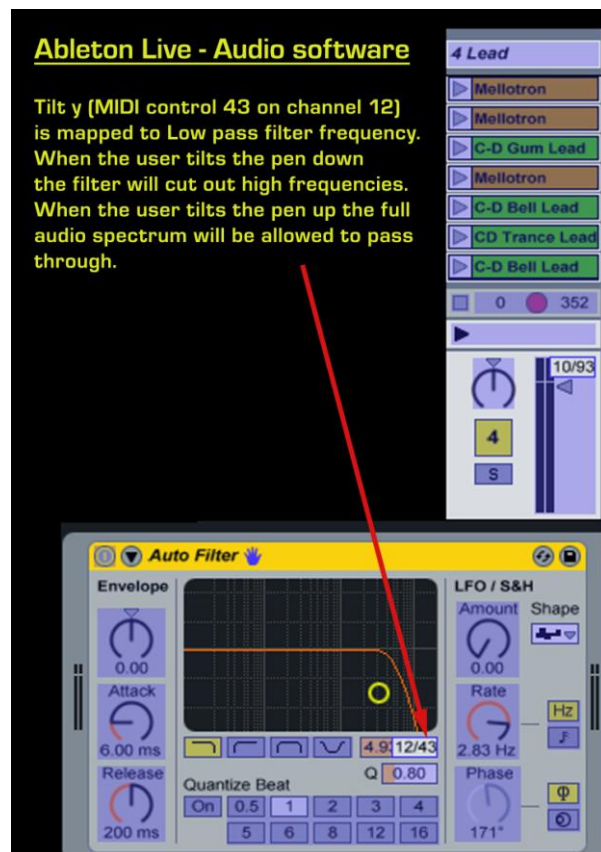 Ableton Live - Audio software
Tilt y (MIDI control 43 on channel 12)
is mapped to Low pass filter frequency.
When the user tilts the pen down
the filter will cut out high frequencies.
When the user tilts the pen up the full
audio spectrum will be allowed to pass
through.
4 Lead
Mellotron
Mellotron
C-D Gum Lead
Mellotron
C-D Bell Lead
CD Trance Lead
C-D Bell Lead
0 352
10/93
4
S
Auto Filter
Envelope
0.00
Attack
6.00 ms
Release
200 ms
12/43
Q 0.80
Quantize Beat
On 0.5 1 2 3 4
5 6 8 12 16
LFO / S&H
Amount Shape
0.00
Rate
Hz
2.83 Hz
Phase
Φ
171°